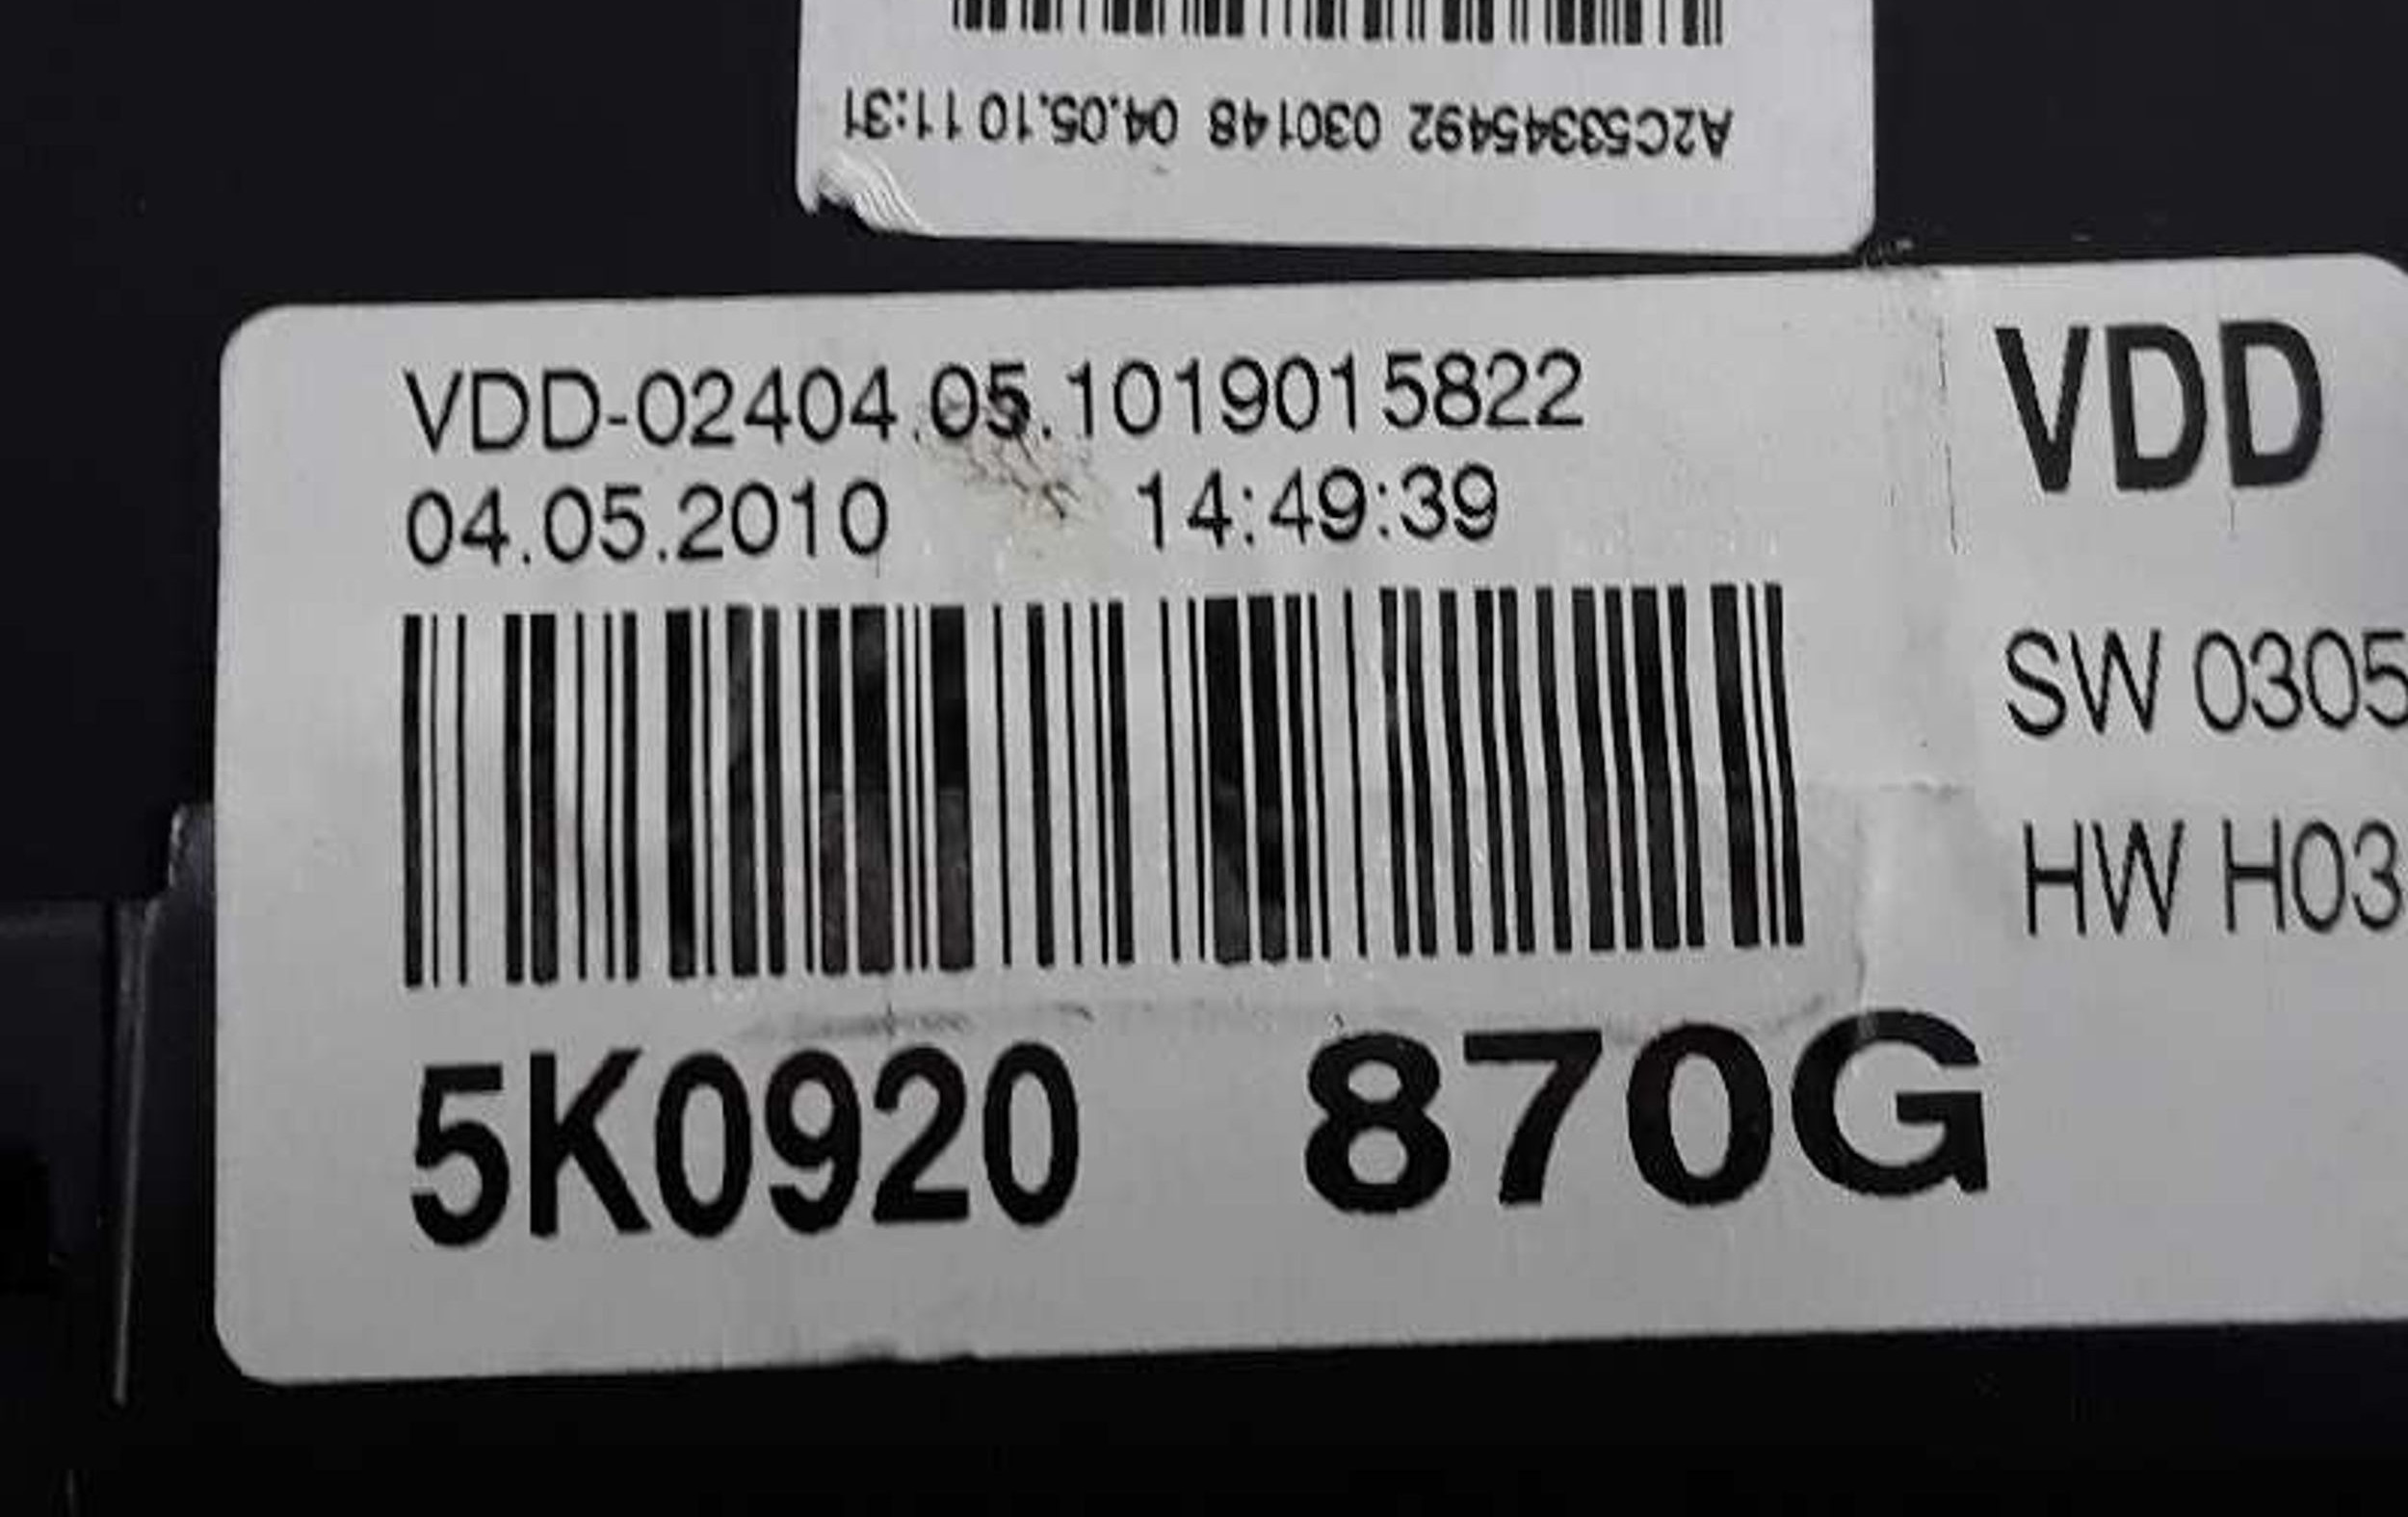 A2C53345492 030148 04.05.10 11:31
VDD-02404.05.1019015822
04.05.2010 14:49:39
VDD
SW 0305
HW H03
5K0920 870G